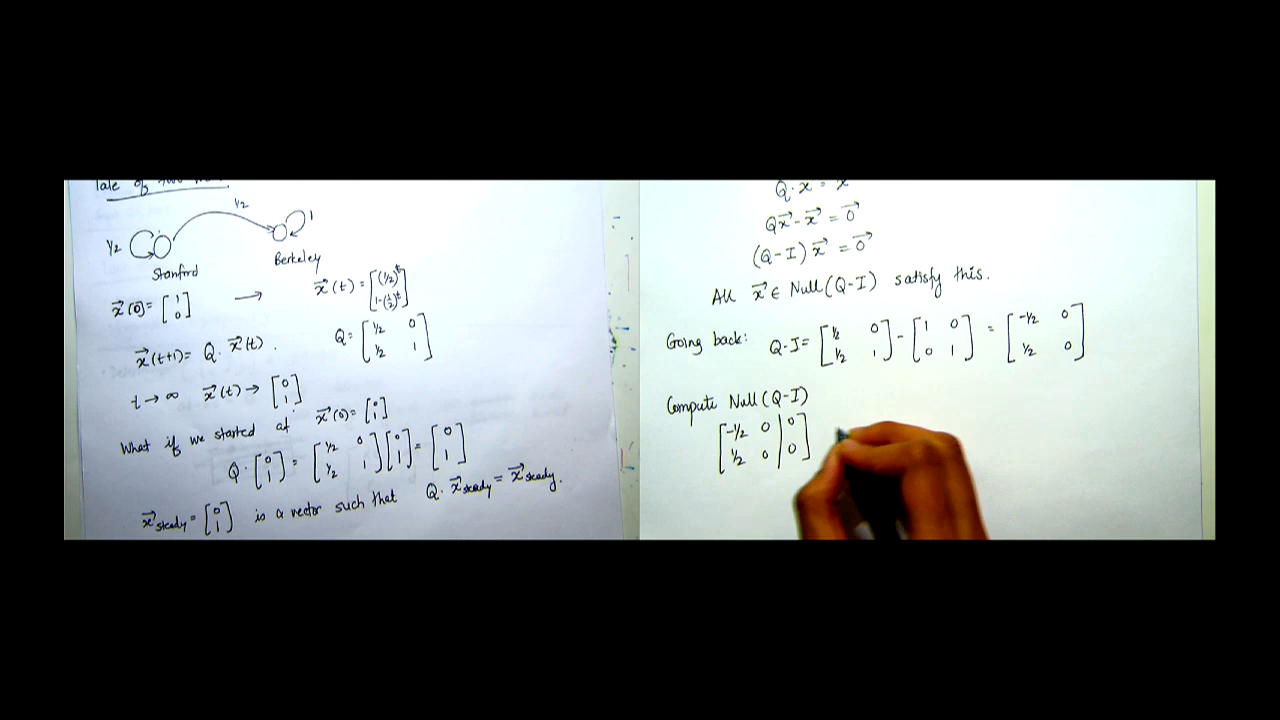 Tale of two
1/2
1
1/2
Stanford
Berkeley
x⃗(0) = [1 0] → x⃗(t) = [(1/2)^t 1-(1/2)^t]
x⃗(t+1) = Q·x⃗(t). Q = [1/2 0 1/2 1]
t → ∞ x⃗(t) → [0 1]
What if we started at x⃗(0) = [0 1]
Q·[0 1] = [1/2 0 1/2 1][0 1] = [0 1]
x⃗steady = [0 1] is a vector such that Q·x⃗steady = x⃗steady.
Q·x = x
Qx⃗ - x⃗ = 0⃗
(Q-I)x⃗ = 0⃗
All x⃗ ∈ Null(Q-I) satisfy this.
Going back: Q-I = [1/2 0 1/2 1] - [1 0 0 1] = [-1/2 0 1/2 0]
Compute Null(Q-I)
[-1/2 0 | 0
1/2 0 | 0]